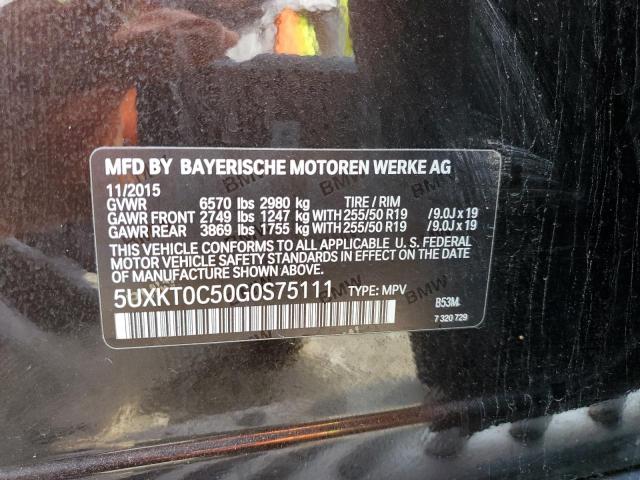 MFD BY BAYERISCHE MOTOREN WERKE AG
11/2015
GVWR 6570 lbs 2980 kg TIRE / RIM
GAWR FRONT 2749 lbs 1247 kg WITH 255/50 R19 /9.0J x 19
GAWR REAR 3869 lbs 1755 kg WITH 255/50 R19 /9.0J x 19
THIS VEHICLE CONFORMS TO ALL APPLICABLE U. S. FEDERAL
MOTOR VEHICLE SAFETY STANDARDS IN EFFECT ON THE DATE
OF MANUFACTURE SHOWN ABOVE.
5UXKT0C50G0S75111 TYPE: MPV
B53M
7 320 729